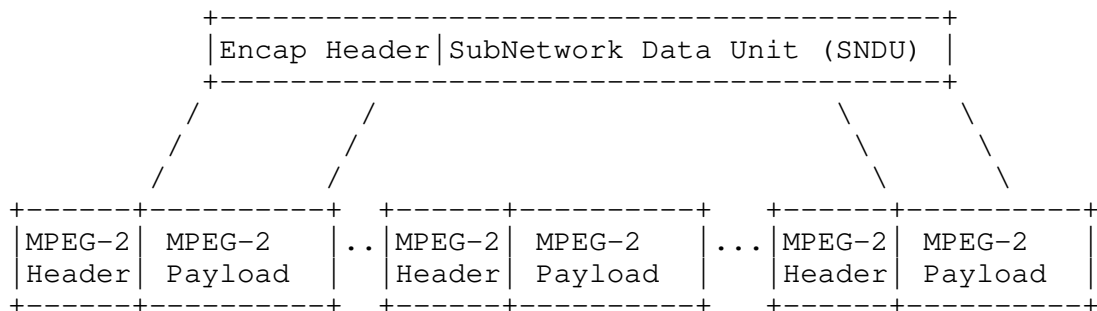 Encap Header|SubNetwork Data Unit (SNDU)
MPEG-2 MPEG-2 ..MPEG-2 MPEG-2 ...MPEG-2 MPEG-2
Header Payload Header Payload Header Payload